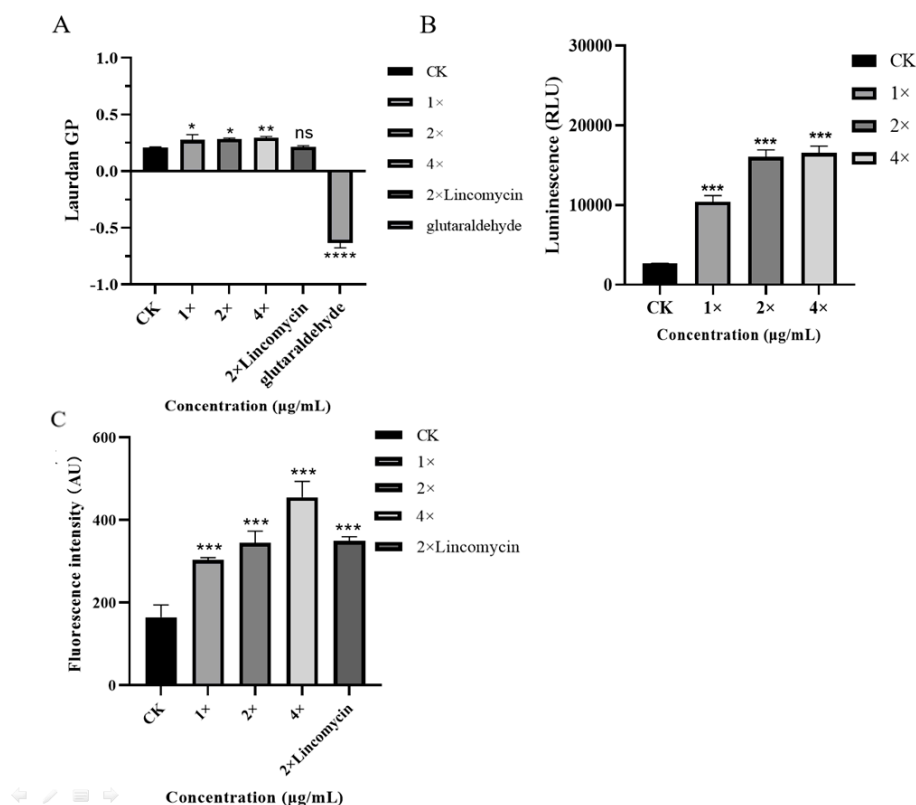 A
1.0
0.5
0.0
-0.5
-1.0
Laurdan GP
*
*
**
ns
****
CK
1×
2×
4×
2×Lincomycin
glutaraldehyde
Concentration (μg/mL)
CK
1×
2×
4×
2×Lincomycin
glutaraldehyde
B
30000
20000
10000
0
Luminescence (RLU)
***
***
***
CK
1×
2×
4×
Concentration (μg/mL)
CK
1×
2×
4×
C
600
400
200
0
Fluorescence intensity (AU)
***
***
***
***
CK
1×
2×
4×
2×Lincomycin
Concentration (μg/mL)
CK
1×
2×
4×
2×Lincomycin